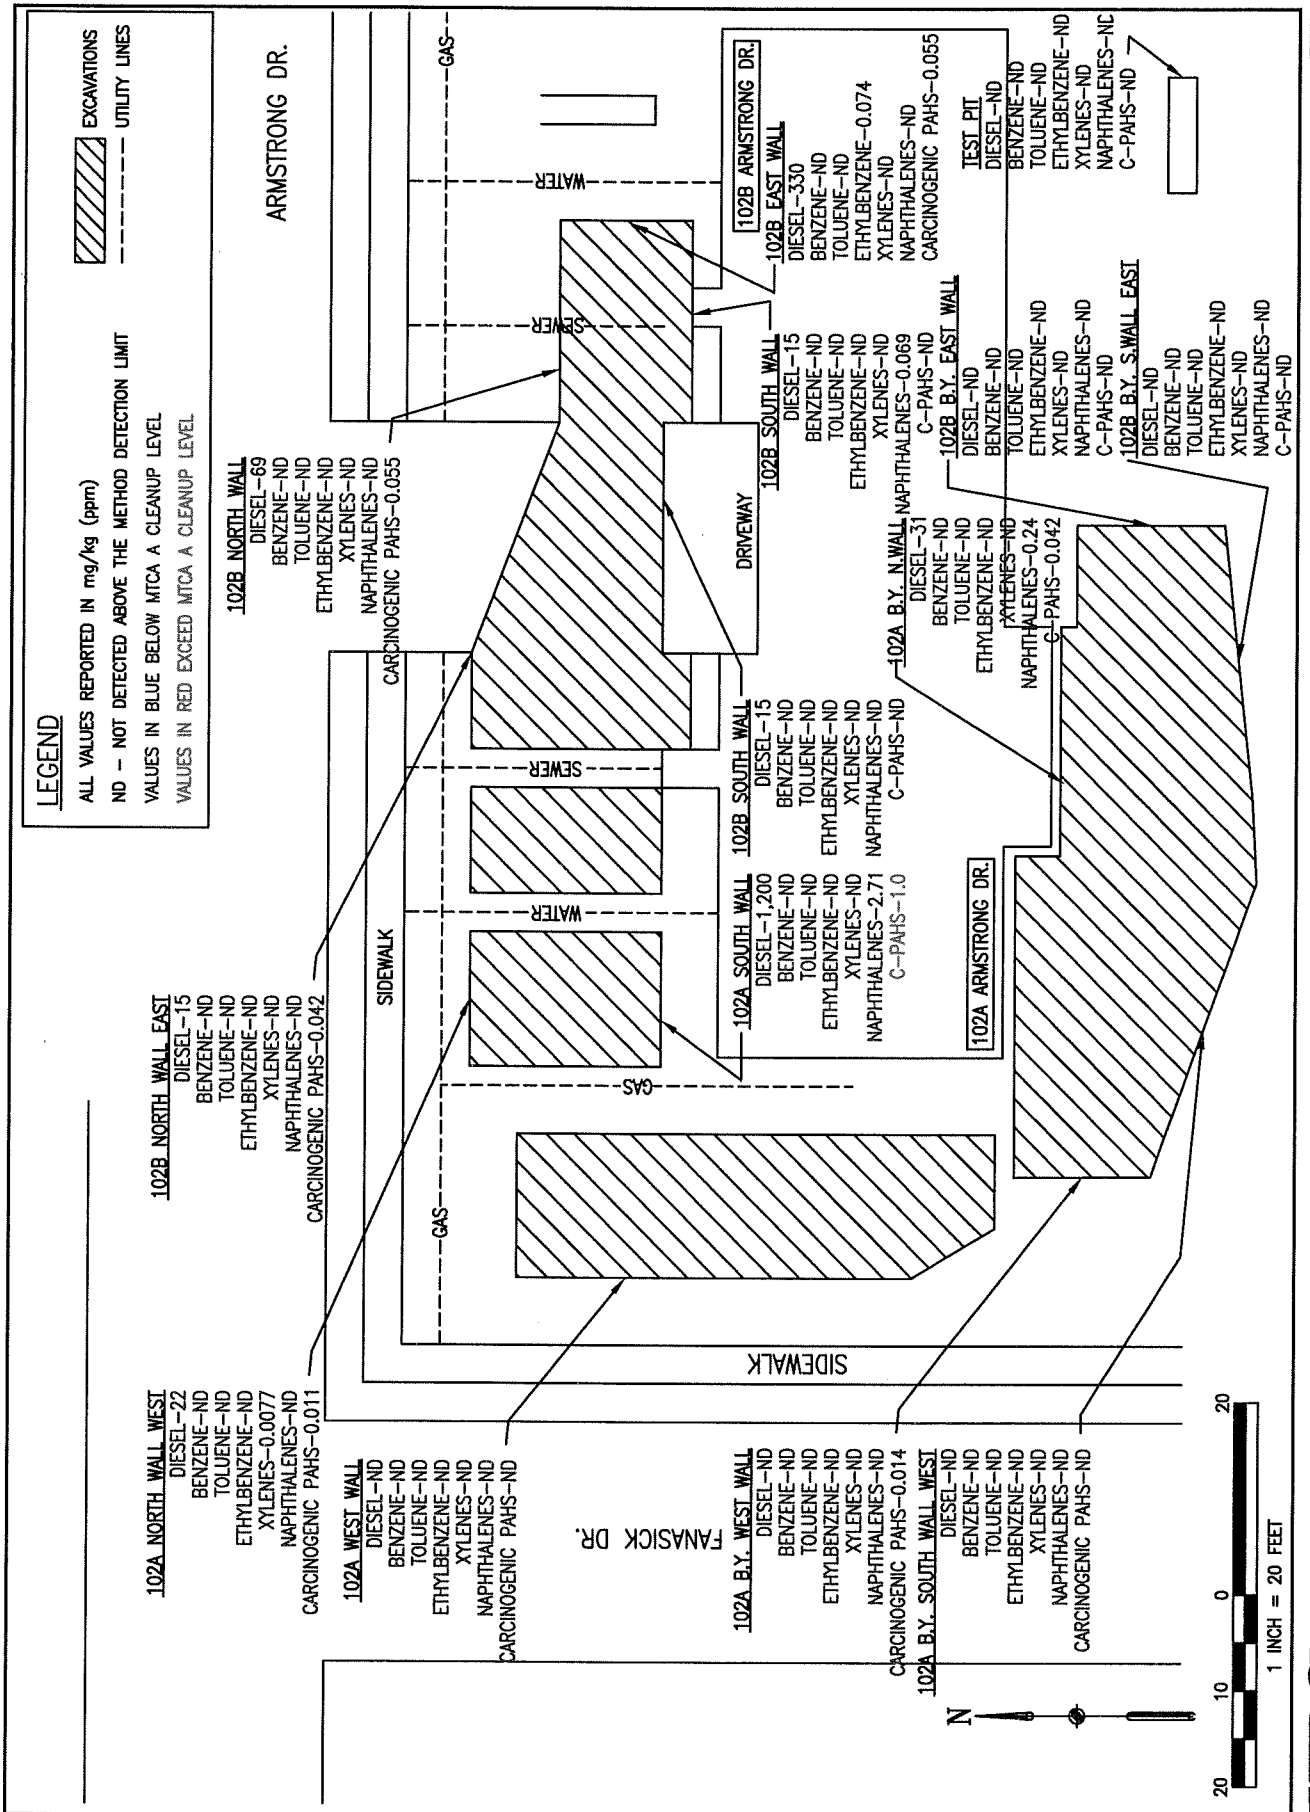 LEGEND
ALL VALUES REPORTED IN mg/kg (ppm)
ND - NOT DETECTED ABOVE THE METHOD DETECTION LIMIT
VALUES IN BLUE BELOW MTCA A CLEANUP LEVEL
VALUES IN RED EXCEED MTCA A CLEANUP LEVEL
EXCAVATIONS
UTILITY LINES
ARMSTRONG DR.
102A NORTH WALL WEST
DIESEL-22
BENZENE-ND
TOLUENE-ND
ETHYLBENZENE-ND
XYLENES-0.0077
NAPHTHALENES-ND
CARCINOGENIC PAHS-0.011
102B NORTH WALL EAST
DIESEL-15
BENZENE-ND
TOLUENE-ND
ETHYLBENZENE-ND
XYLENES-ND
NAPHTHALENES-ND
CARCINOGENIC PAHS-0.042
102B NORTH WALL
DIESEL-69
BENZENE-ND
TOLUENE-ND
ETHYLBENZENE-ND
XYLENES-ND
NAPHTHALENES-ND
CARCINOGENIC PAHS-0.055
102A WEST WALL
DIESEL-ND
BENZENE-ND
TOLUENE-ND
ETHYLBENZENE-ND
XYLENES-ND
NAPHTHALENES-ND
CARCINOGENIC PAHS-ND
SIDEWALK
GAS
GAS
GAS
WATER
SEWER
SEWER
WATER
DRIVEWAY
SIDEWALK
FANASICK DR.
102A SOUTH WALL
DIESEL-1,200
BENZENE-ND
TOLUENE-ND
ETHYLBENZENE-ND
XYLENES-ND
NAPHTHALENES-2.71
C-PAHS-1.0
102B SOUTH WALL
DIESEL-15
BENZENE-ND
TOLUENE-ND
ETHYLBENZENE-ND
XYLENES-ND
NAPHTHALENES-ND
C-PAHS-ND
102B SOUTH WALL
DIESEL-15
BENZENE-ND
TOLUENE-ND
ETHYLBENZENE-ND
XYLENES-ND
NAPHTHALENES-0.069
C-PAHS-ND
102B ARMSTRONG DR.
102B EAST WALL
DIESEL-330
BENZENE-ND
TOLUENE-ND
ETHYLBENZENE-0.074
XYLENES-ND
NAPHTHALENES-ND
CARCINOGENIC PAHS-0.055
102A B.Y. WEST WALL
DIESEL-ND
BENZENE-ND
TOLUENE-ND
ETHYLBENZENE-ND
XYLENES-ND
NAPHTHALENES-ND
CARCINOGENIC PAHS-0.014
102A B.Y. SOUTH WALL WEST
DIESEL-ND
BENZENE-ND
TOLUENE-ND
ETHYLBENZENE-ND
XYLENES-ND
NAPHTHALENES-ND
CARCINOGENIC PAHS-ND
102A ARMSTRONG DR.
102A B.Y. N.WALL
DIESEL-31
BENZENE-ND
TOLUENE-ND
ETHYLBENZENE-ND
XYLENES-ND
NAPHTHALENES-0.24
C-PAHS-0.042
102B B.Y. EAST WALL
DIESEL-ND
BENZENE-ND
TOLUENE-ND
ETHYLBENZENE-ND
XYLENES-ND
NAPHTHALENES-ND
C-PAHS-ND
102B B.Y. S.WALL EAST
DIESEL-ND
BENZENE-ND
TOLUENE-ND
ETHYLBENZENE-ND
XYLENES-ND
NAPHTHALENES-ND
C-PAHS-ND
TEST PIT
DIESEL-ND
BENZENE-ND
TOLUENE-ND
ETHYLBENZENE-ND
XYLENES-ND
NAPHTHALENES-NC
C-PAHS-ND
N
20 10 0 20
1 INCH = 20 FEET